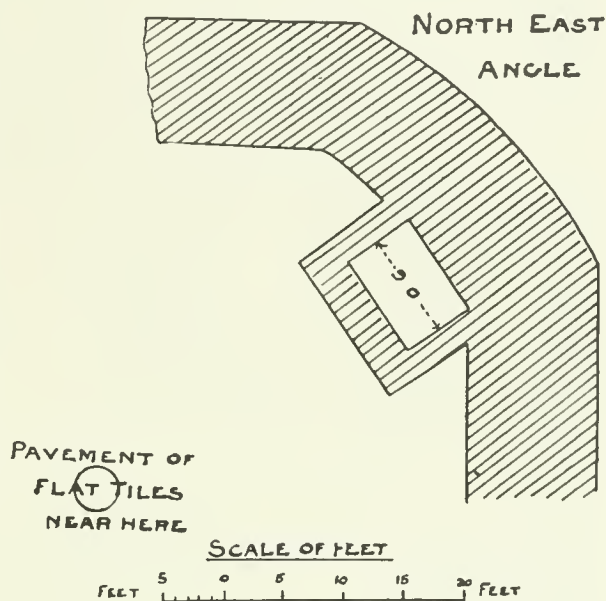 NORTH EAST
ANGLE
9 0
PAVEMENT OF
FLAT TILES
NEAR HERE
SCALE OF FEET
FEET 5 0 5 10 15 20 FEET